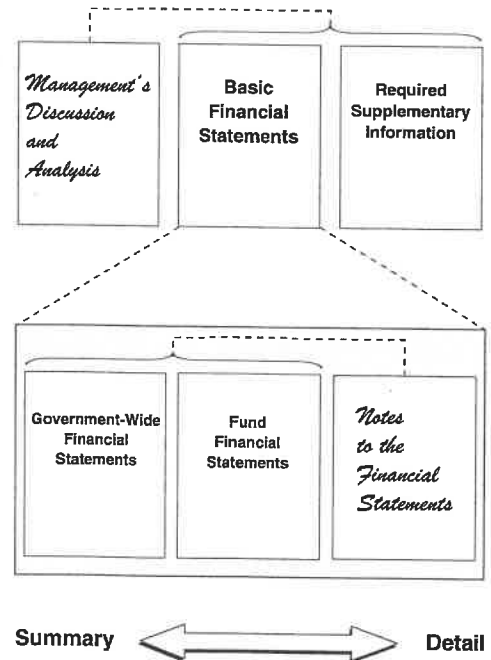 Management's
Discussion
and
Analysis
Basic
Financial
Statements
Required
Supplementary
Information
Government-Wide
Financial
Statements
Fund
Financial
Statements
Notes
to the
Financial
Statements
Summary
Detail